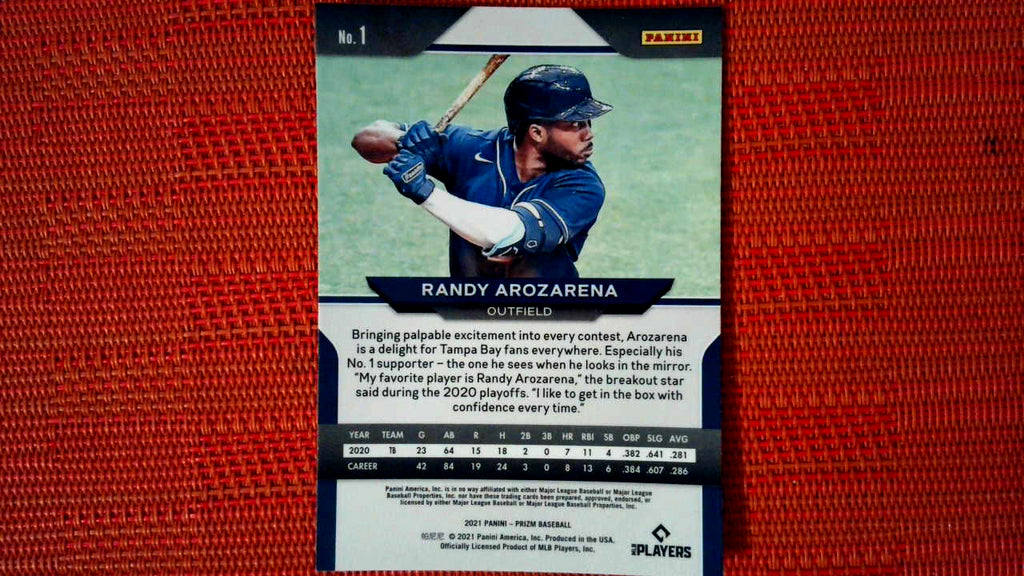 No. 1
PANINI
RANDY AROZARENA
OUTFIELD
Bringing palpable excitement into every contest, Arozarena
is a delight for Tampa Bay fans everywhere. Especially his
No. 1 supporter – the one he sees when he looks in the mirror.
"My favorite player is Randy Arozarena," the breakout star
said during the 2020 playoffs. "I like to get in the box with
confidence every time."
YEAR TEAM G AB R H 2B 3B HR RBI SB OBP SLG AVG
2020 TB 23 64 15 18 2 0 7 11 4 .382 .641 .281
CAREER 42 84 19 24 3 0 8 13 6 .384 .607 .286
Panini America, Inc. is in no way affiliated with either Major League Baseball or Major League
Baseball Properties, Inc. nor have these trading cards been prepared, approved, endorsed, or
licensed by either Major League Baseball or Major League Baseball Properties, Inc.
2021 PANINI – PRIZM BASEBALL
帕尼尼 © 2021 Panini America, Inc. Produced in the USA.
Officially Licensed Product of MLB Players, Inc.
MLB PLAYERS